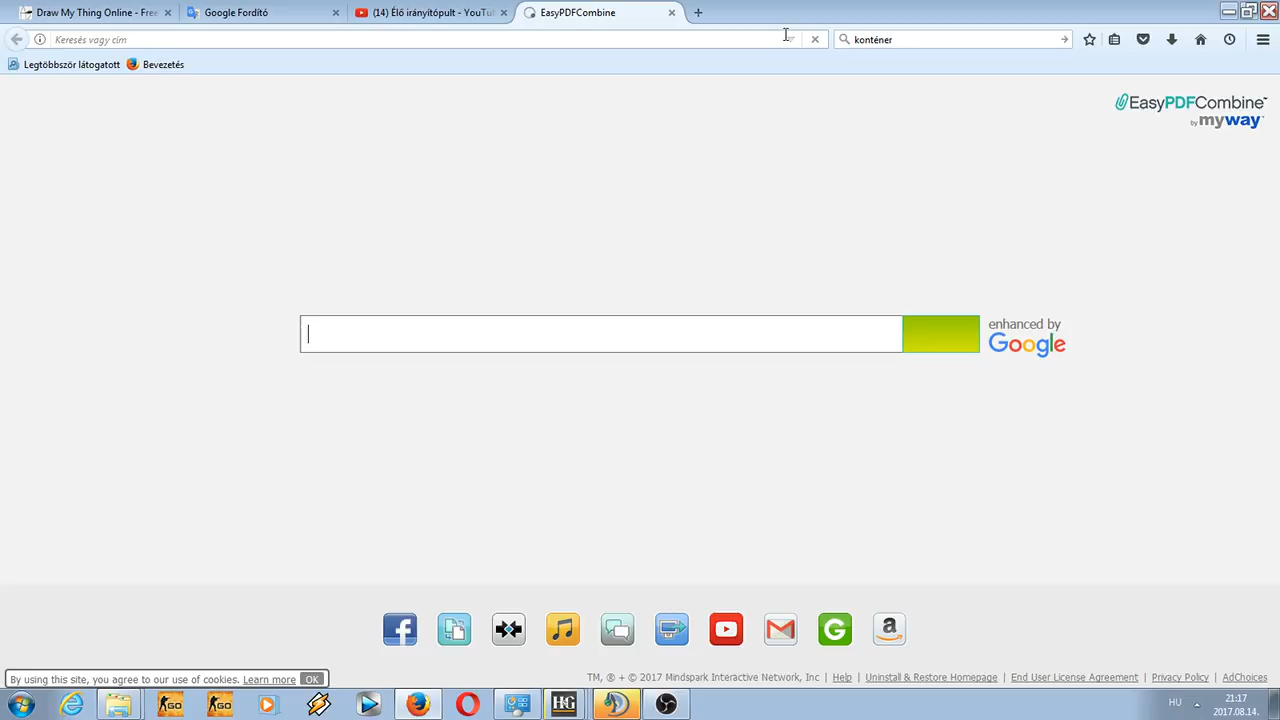 Draw My Thing Online - Free
Google Fordító
(14) Élő irányítópult - YouTu
EasyPDFCombine
Keresés vagy cím
konténer
Legtöbbször látogatott
Bevezetés
EasyPDFCombine™
by myway™
enhanced by
Google
By using this site, you agree to our use of cookies. Learn more OK
TM, ® + © 2017 Mindspark Interactive Network, Inc | Help | Uninstall & Restore Homepage | End User License Agreement | Privacy Policy | AdChoices
HU
21:17
2017.08.14.